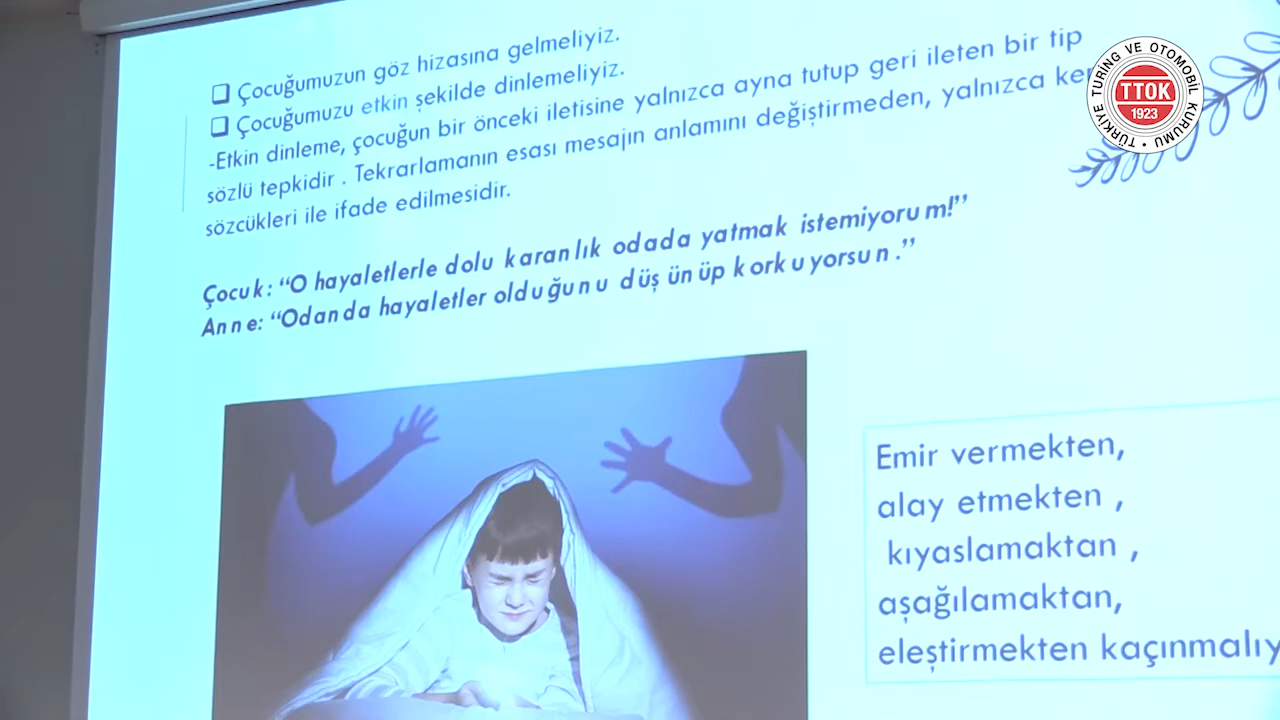 ❑ Çocuğumuzun göz hizasına gelmeliyiz.
❑ Çocuğumuzu etkin şekilde dinlemeliyiz.
-Etkin dinleme, çocuğun bir önceki iletisine yalnızca ayna tutup geri ileten bir tip
sözlü tepkidir . Tekrarlamanın esası mesajın anlamını değiştirmeden, yalnızca
sözcükleri ile ifade edilmesidir.
Çocuk: “O hayaletlerle dolu karanlık odada yatmak istemiyorum!”
Anne: “Odanda hayaletler olduğunu düşünüp korkuyorsun.”
Emir vermekten,
alay etmekten ,
kıyaslamaktan ,
aşağılamaktan,
eleştirmekten
TÜRKİYE TURİNG VE OTOMOBİL KURUMU
TTOK
1923